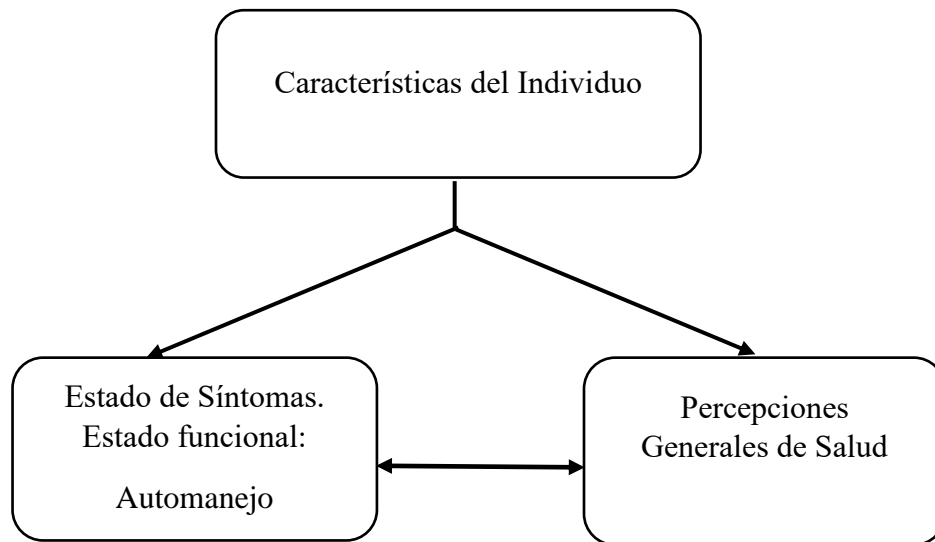 Características del Individuo
Estado de Síntomas.
Estado funcional:
Automanejo
Percepciones
Generales de Salud